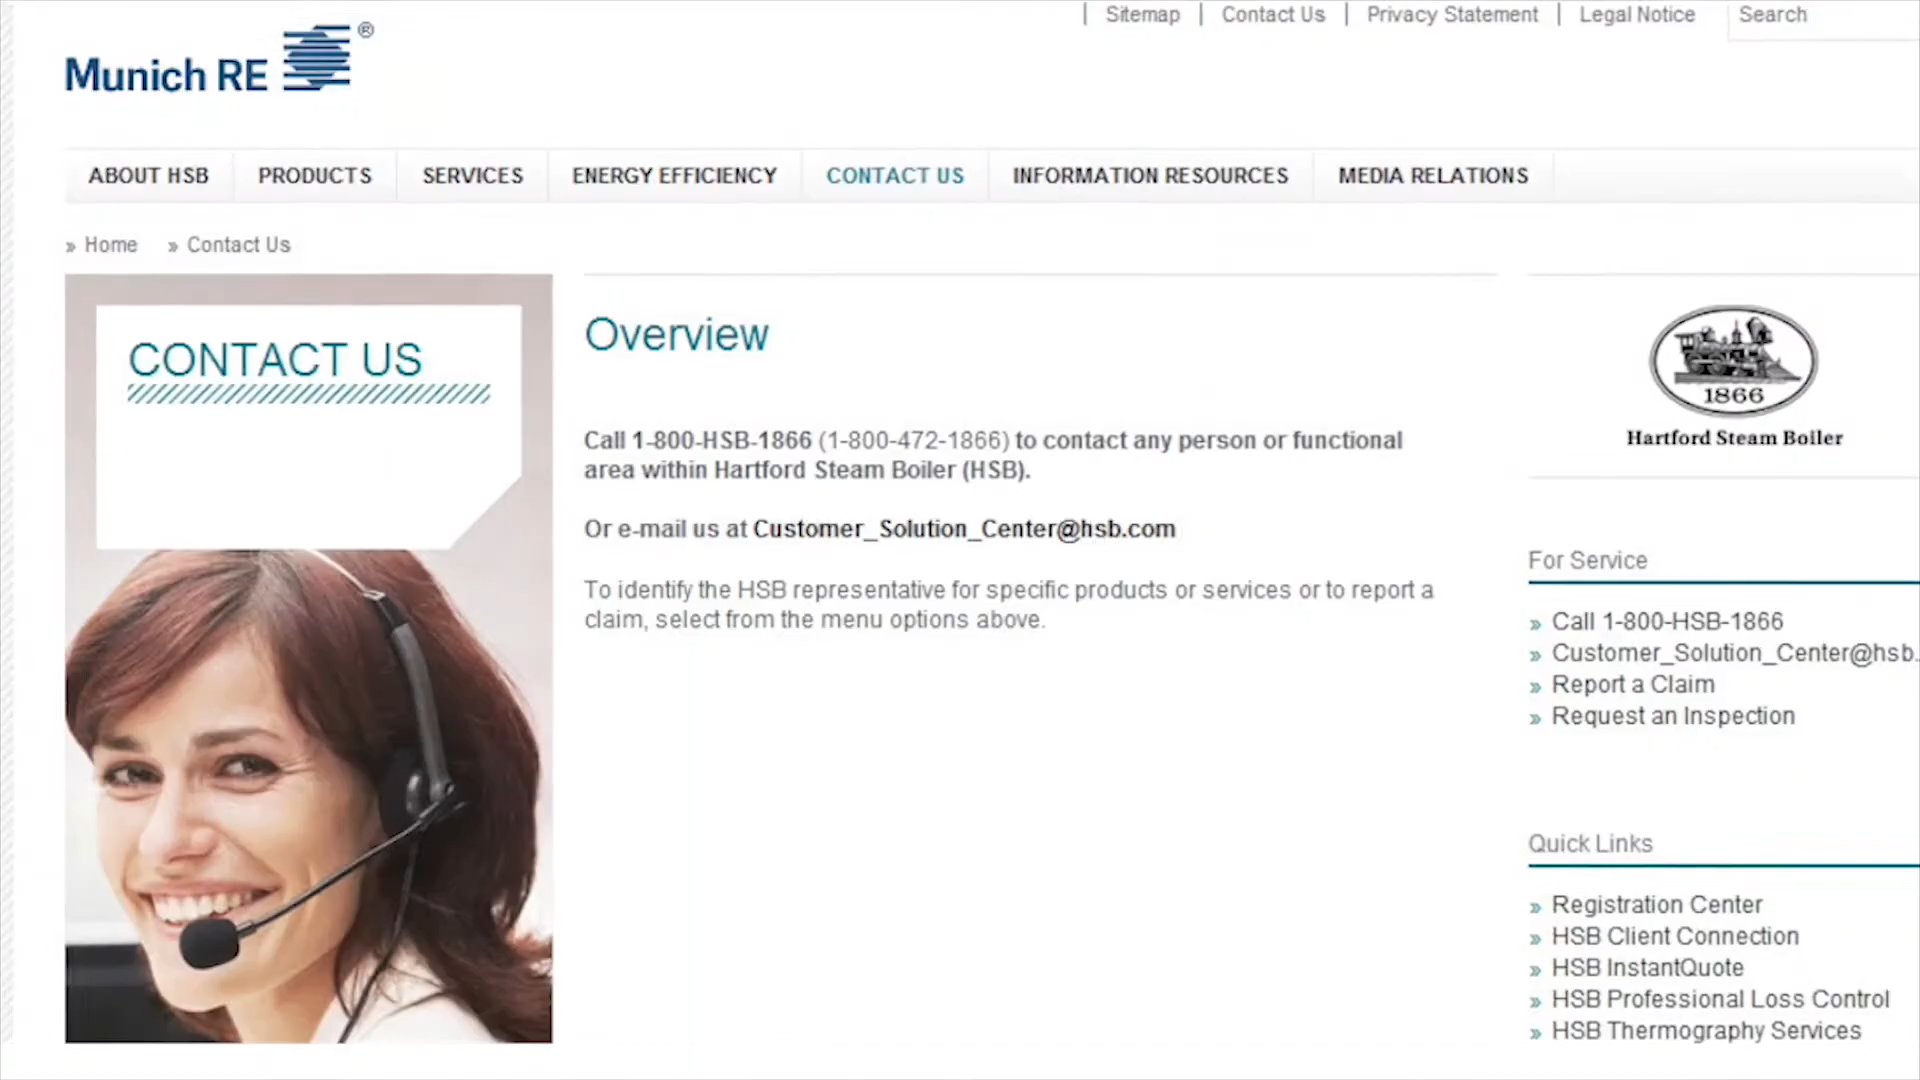 Sitemap | Contact Us | Privacy Statement | Legal Notice Search
Munich RE ®
ABOUT HSB PRODUCTS SERVICES ENERGY EFFICIENCY CONTACT US INFORMATION RESOURCES MEDIA RELATIONS
» Home » Contact Us
CONTACT US
Overview
Call 1-800-HSB-1866 (1-800-472-1866) to contact any person or functional
area within Hartford Steam Boiler (HSB).
Or e-mail us at Customer_Solution_Center@hsb.com
To identify the HSB representative for specific products or services or to report a
claim, select from the menu options above.
1866
Hartford Steam Boiler
For Service
» Call 1-800-HSB-1866
» Customer_Solution_Center@hsb.
» Report a Claim
» Request an Inspection
Quick Links
» Registration Center
» HSB Client Connection
» HSB InstantQuote
» HSB Professional Loss Control
» HSB Thermography Services